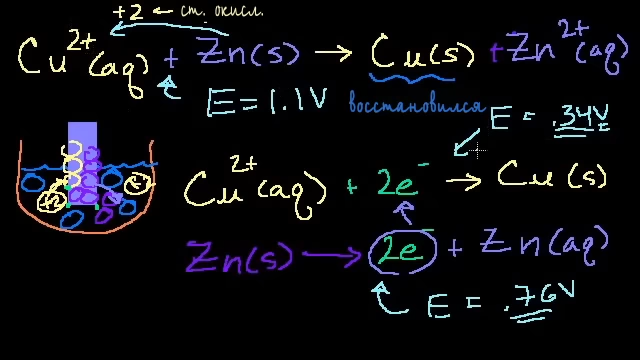 +2 ← ст. окисл.
Cu²⁺(aq) + Zn(s) → Cu(s) + Zn²⁺(aq)
E = 1.1V
восстановился
E = .34V
Cu²⁺(aq) + 2e⁻ → Cu(s)
+2
Zn(s) → 2e⁻ + Zn(aq)
E = .76V